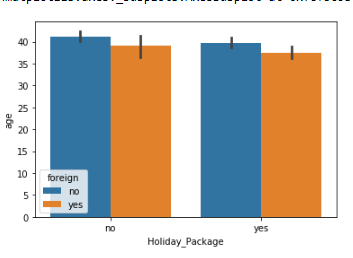 40
35
30
25
20
15
10
5
0
age
foreign
no
yes
no yes
Holiday_Package